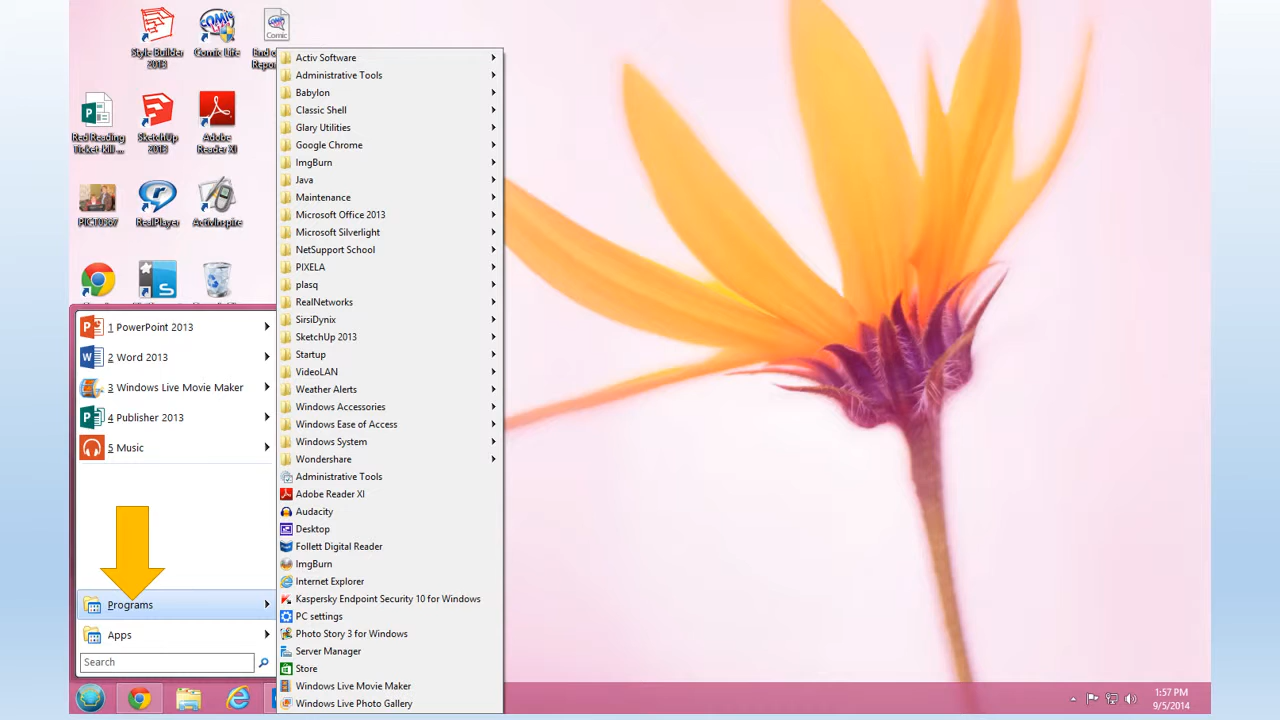 Style Builder
2013
Comic Life
Comic
Red Reading
Ticket-kill ...
SketchUp
2013
Adobe
Reader XI
PICT0367
RealPlayer
ActivInspire
1 PowerPoint 2013
2 Word 2013
3 Windows Live Movie Maker
4 Publisher 2013
5 Music
Programs
Apps
Search
Activ Software
Administrative Tools
Babylon
Classic Shell
Glary Utilities
Google Chrome
ImgBurn
Java
Maintenance
Microsoft Office 2013
Microsoft Silverlight
NetSupport School
PIXELA
plasq
RealNetworks
SirsiDynix
SketchUp 2013
Startup
VideoLAN
Weather Alerts
Windows Accessories
Windows Ease of Access
Windows System
Wondershare
Administrative Tools
Adobe Reader XI
Audacity
Desktop
Follett Digital Reader
ImgBurn
Internet Explorer
Kaspersky Endpoint Security 10 for Windows
PC settings
Photo Story 3 for Windows
Server Manager
Store
Windows Live Movie Maker
Windows Live Photo Gallery
1:57 PM
9/5/2014